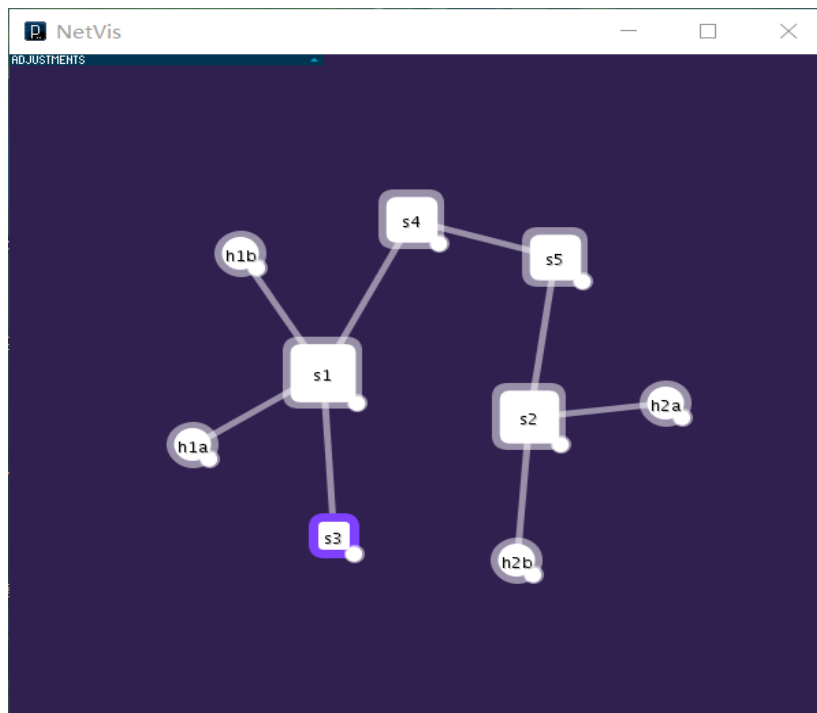 NetVis
ADJUSTMENTS
s4
h1b
s5
s1
h2a
s2
h1a
s3
h2b